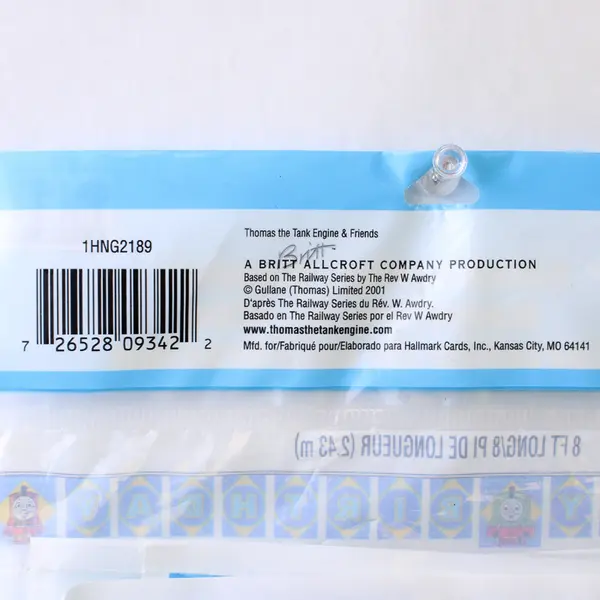 1HNG2189
7 26528 09342 2
Thomas the Tank Engine & Friends
Britt
A BRITT ALLCROFT COMPANY PRODUCTION
Based on The Railway Series by The Rev W Awdry
© Gullane (Thomas) Limited 2001
D'après The Railway Series du Rév. W. Awdry.
Basado en The Railway Series por el Rev W Awdry
www.thomasthetankengine.com
Mfd. for/Fabriqué pour/Elaborado para Hallmark Cards, Inc., Kansas City, MO 64141
8 FT LONG/8 PI DE LONGUEUR (2.43 m)